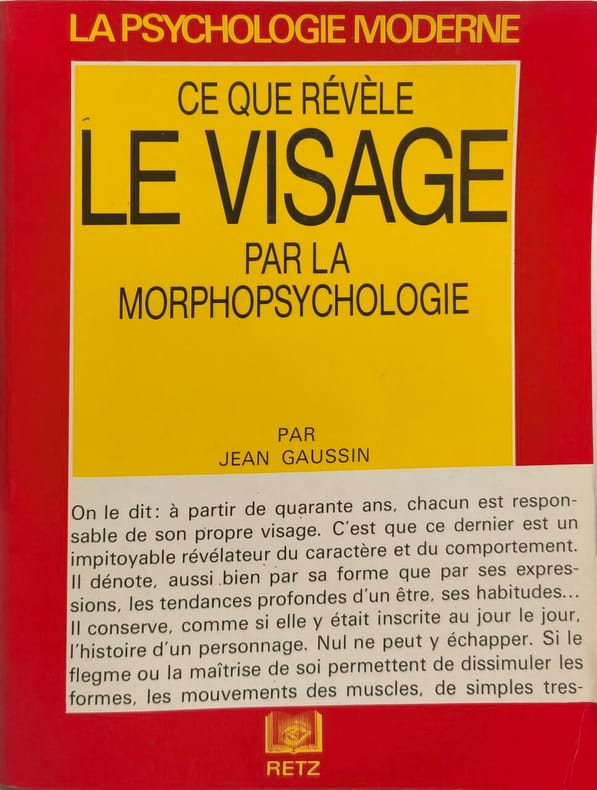 LA PSYCHOLOGIE MODERNE
CE QUE RÉVÈLE
LE VISAGE
PAR LA
MORPHOPSYCHOLOGIE
PAR
JEAN GAUSSIN
On le dit : à partir de quarante ans, chacun est respon-
sable de son propre visage. C'est que ce dernier est un
impitoyable révélateur du caractère et du comportement.
Il dénote, aussi bien par sa forme que par ses expres-
sions, les tendances profondes d'un être, ses habitudes...
Il conserve, comme si elle y était inscrite au jour le jour,
l'histoire d'un personnage. Nul ne peut y échapper. Si le
flegme ou la maîtrise de soi permettent de dissimuler les
formes, les mouvements des muscles, de simples tres-
RETZ